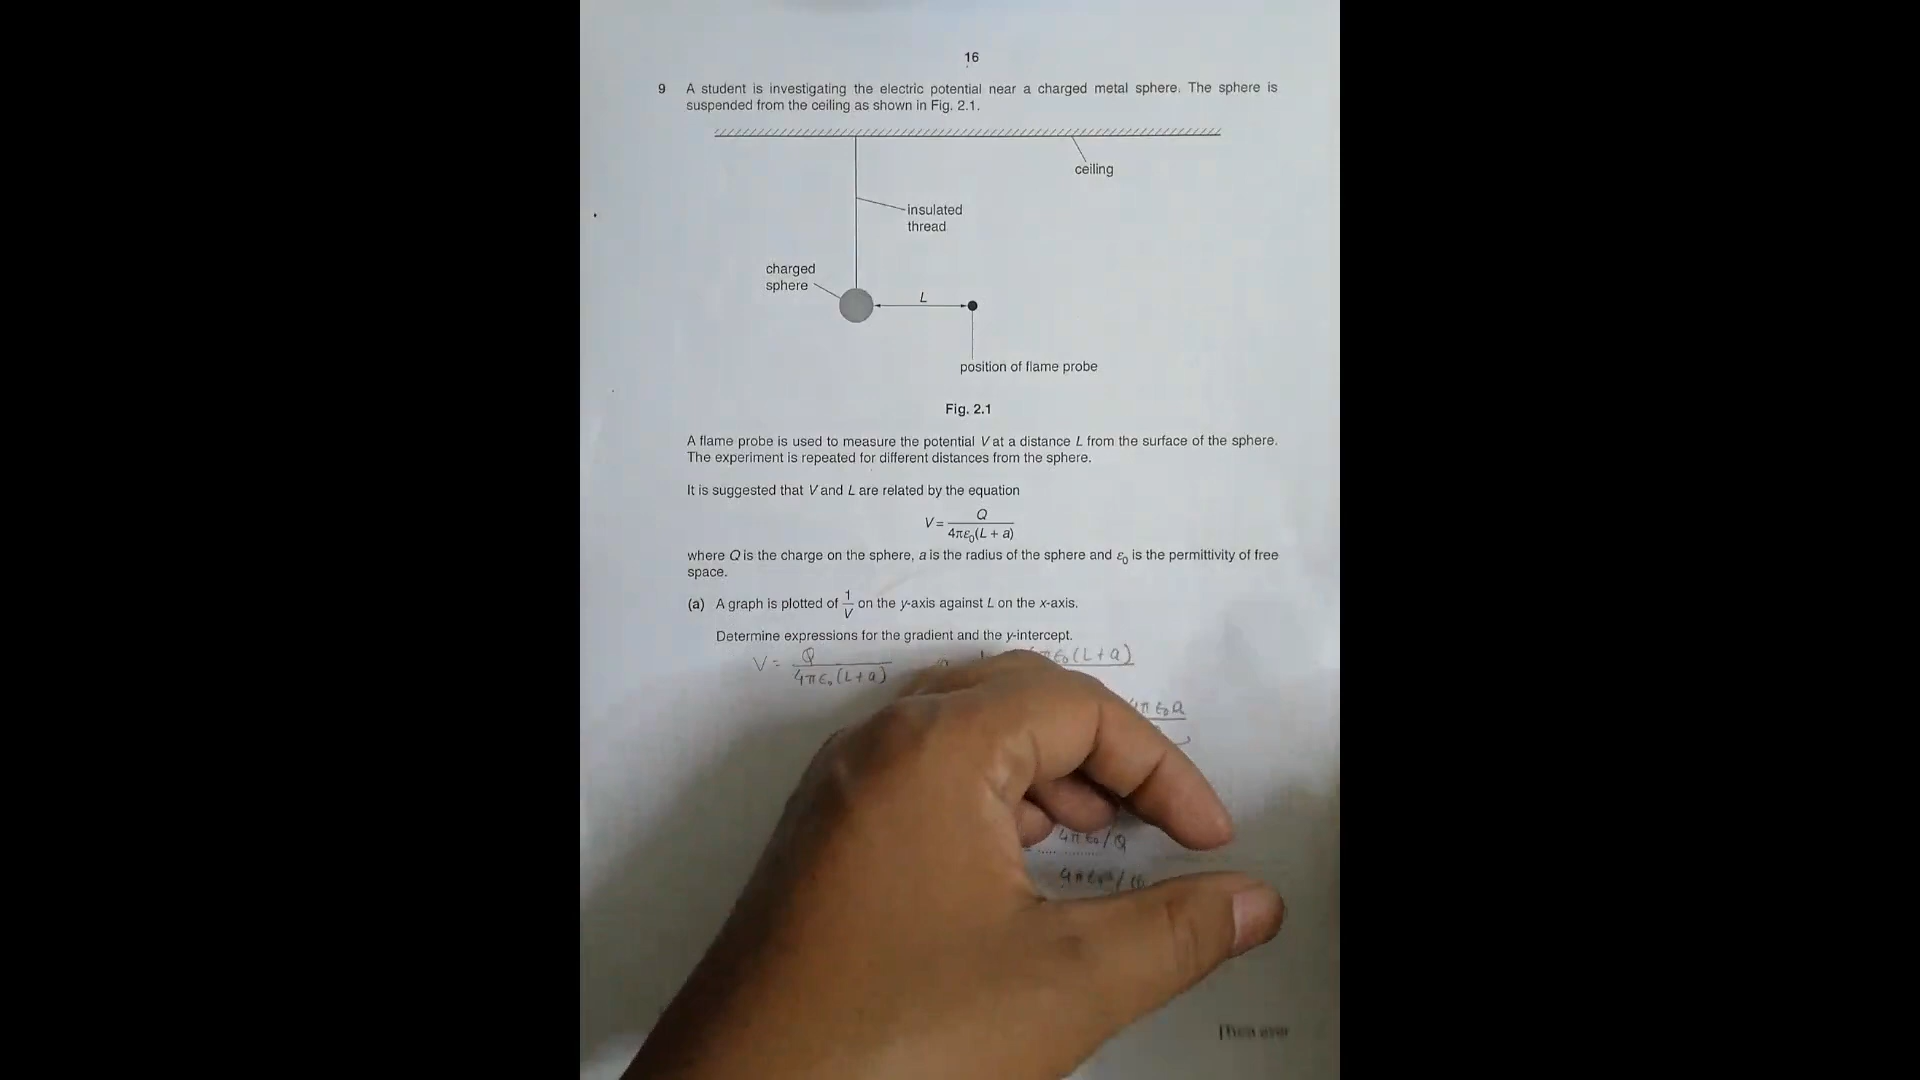 16
9 A student is investigating the electric potential near a charged metal sphere. The sphere is
suspended from the ceiling as shown in Fig. 2.1.
ceiling
insulated
thread
charged
sphere
L
position of flame probe
Fig. 2.1
A flame probe is used to measure the potential V at a distance L from the surface of the sphere.
The experiment is repeated for different distances from the sphere.
It is suggested that V and L are related by the equation
V = Q / 4πε₀(L + a)
where Q is the charge on the sphere, a is the radius of the sphere and ε₀ is the permittivity of free
space.
(a) A graph is plotted of 1/V on the y-axis against L on the x-axis.
Determine expressions for the gradient and the y-intercept.
V = Q / 4πε₀(L + a)
πε₀(L + a)
4πε₀a
4πε₀/Q